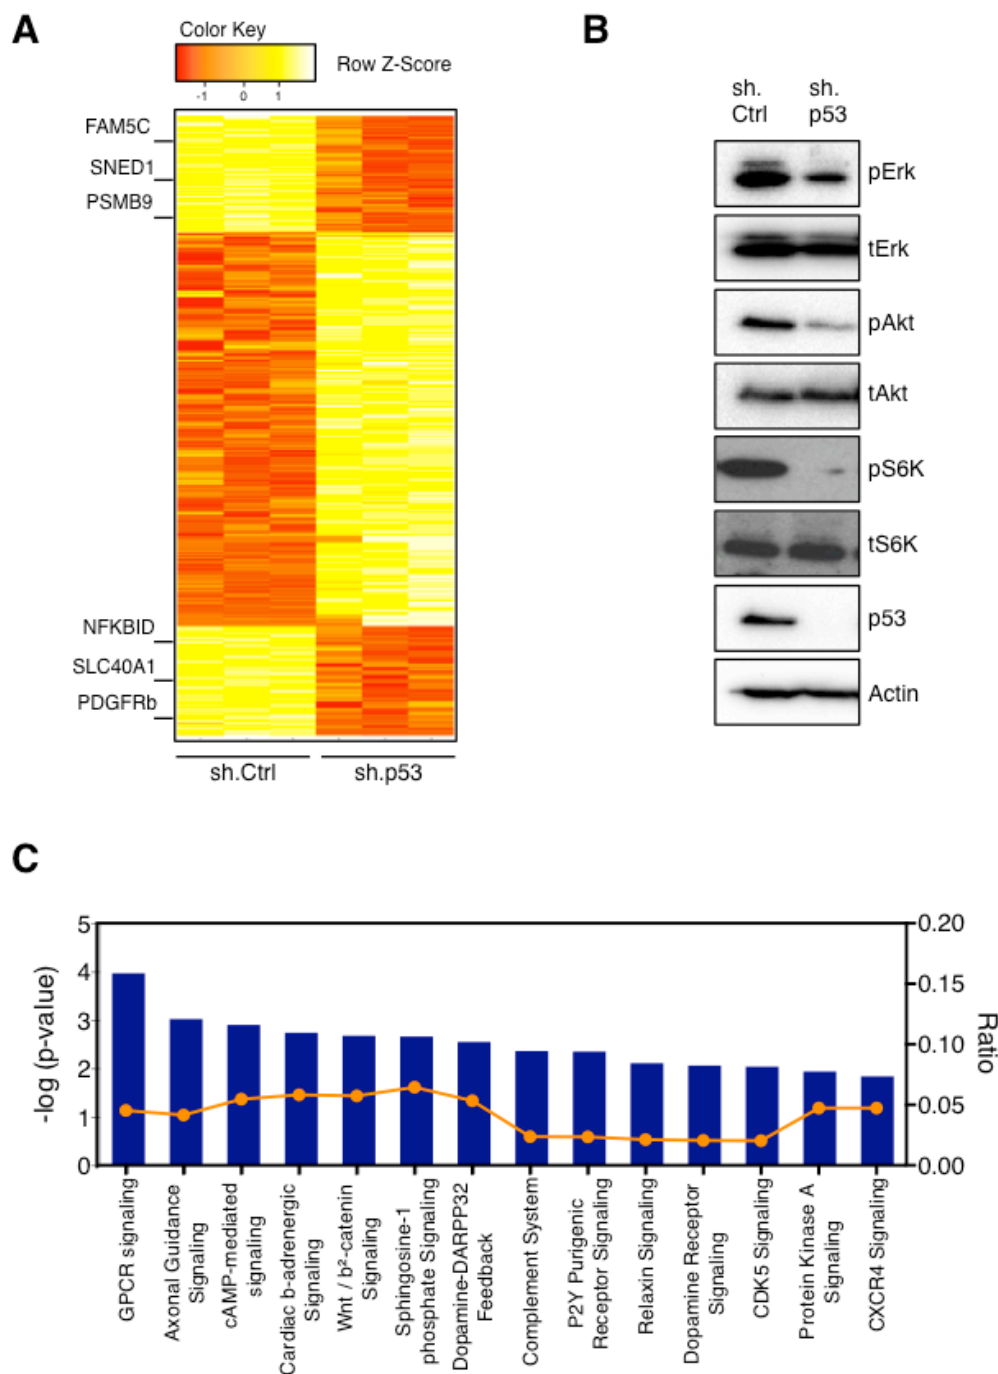 A
Color Key
Row Z-Score
-1 0 1
FAM5C
SNED1
PSMB9
NFKBID
SLC40A1
PDGFRb
sh.Ctrl sh.p53
B
sh. sh.
Ctrl p53
pErk
tErk
pAkt
tAkt
pS6K
tS6K
p53
Actin
C
-log (p-value)
5
4
3
2
1
0
0.20
0.15
0.10
0.05
0.00
Ratio
GPCR signaling
Axonal Guidance
Signaling
cAMP-mediated
signaling
Cardiac b-adrenergic
Signaling
Wnt / b²-catenin
Signaling
Sphingosine-1
phosphate Signaling
Dopamine-DARPP32
Feedback
Complement System
P2Y Purigenic
Receptor Signaling
Relaxin Signaling
Dopamine Receptor
Signaling
CDK5 Signaling
Protein Kinase A
Signaling
CXCR4 Signaling